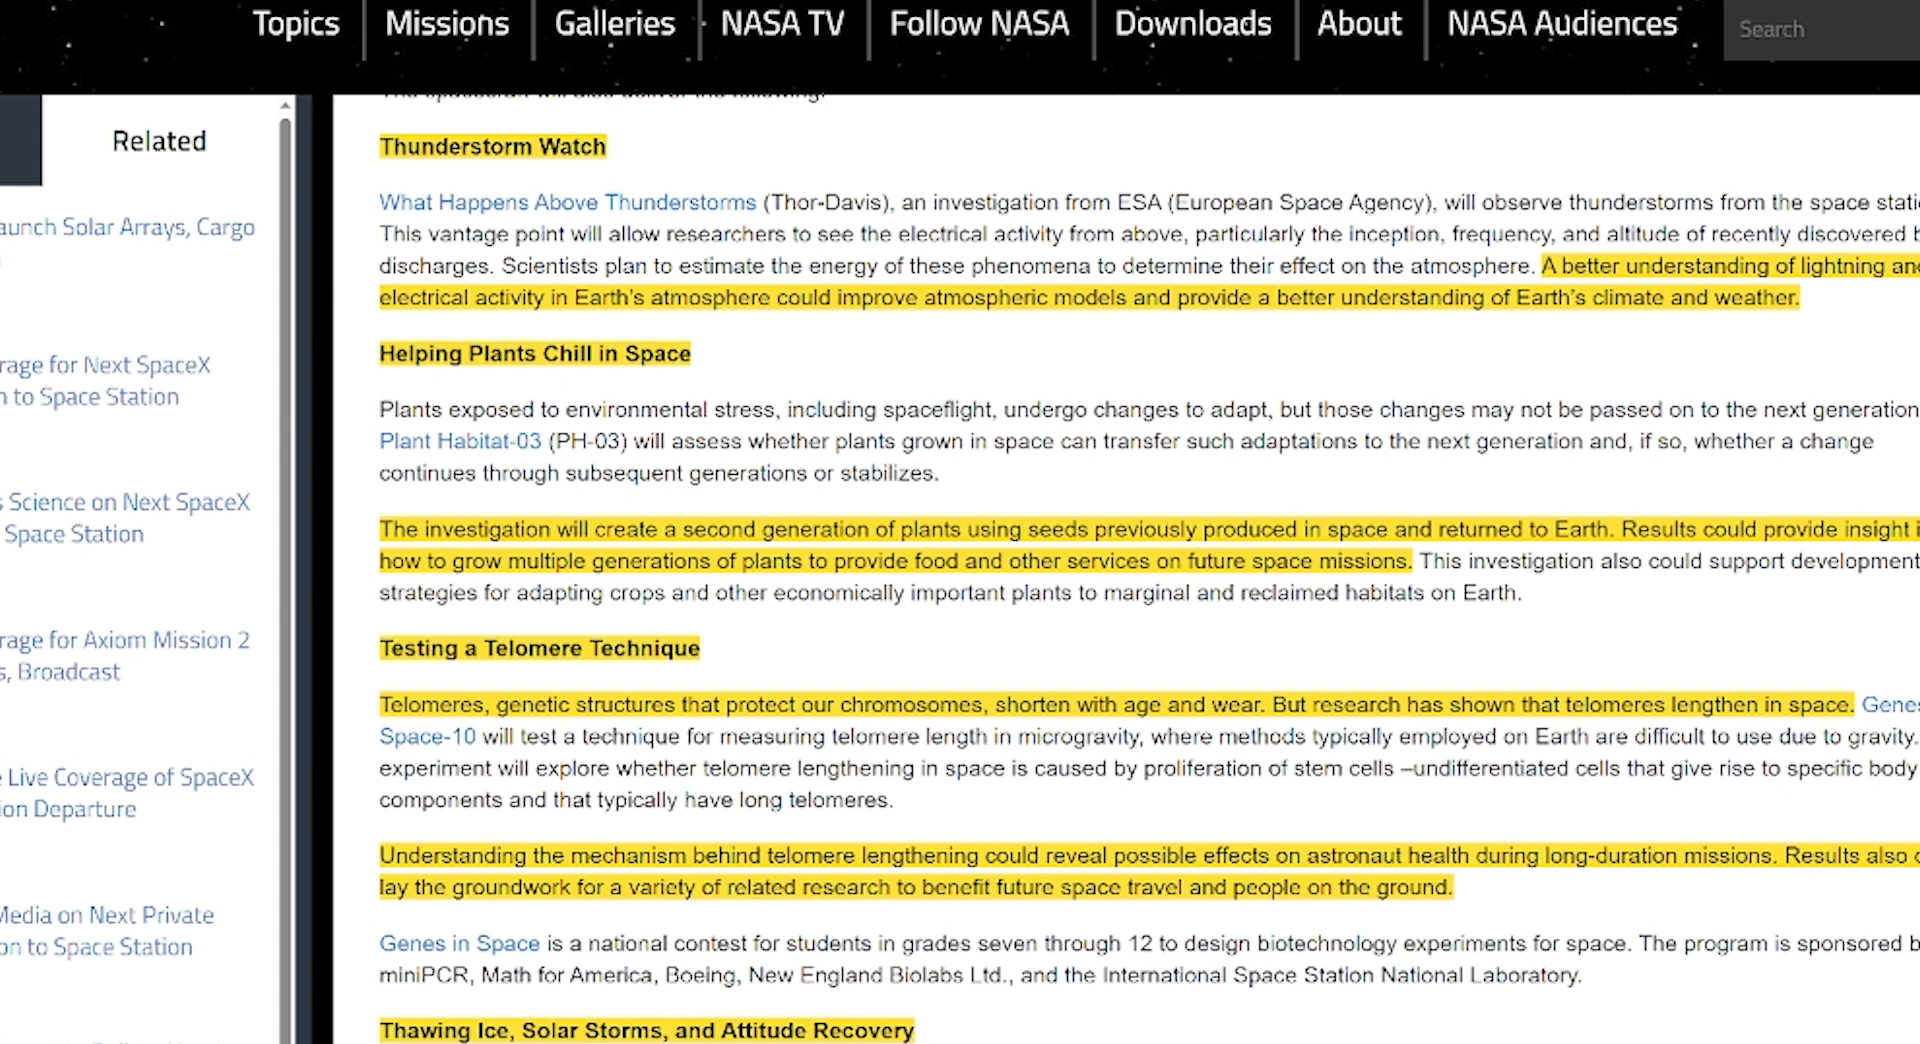 Topics
Missions
Galleries
NASA TV
Follow NASA
Downloads
About
NASA Audiences
Search
Related
Solar Arrays, Cargo
for Next SpaceX
to Space Station
Science on Next SpaceX
Space Station
for Axiom Mission 2
Broadcast
Live Coverage of SpaceX
Departure
Media on Next Private
to Space Station
Thunderstorm Watch
What Happens Above Thunderstorms (Thor-Davis), an investigation from ESA (European Space Agency), will observe thunderstorms from the space
This vantage point will allow researchers to see the electrical activity from above, particularly the inception, frequency, and altitude of recently discovered
discharges. Scientists plan to estimate the energy of these phenomena to determine their effect on the atmosphere. A better understanding of lightning
electrical activity in Earth's atmosphere could improve atmospheric models and provide a better understanding of Earth's climate and weather.
Helping Plants Chill in Space
Plants exposed to environmental stress, including spaceflight, undergo changes to adapt, but those changes may not be passed on to the next generation
Plant Habitat-03 (PH-03) will assess whether plants grown in space can transfer such adaptations to the next generation and, if so, whether a change
continues through subsequent generations or stabilizes.
The investigation will create a second generation of plants using seeds previously produced in space and returned to Earth. Results could provide insight
how to grow multiple generations of plants to provide food and other services on future space missions. This investigation also could support development
strategies for adapting crops and other economically important plants to marginal and reclaimed habitats on Earth.
Testing a Telomere Technique
Telomeres, genetic structures that protect our chromosomes, shorten with age and wear. But research has shown that telomeres lengthen in space. Genes
Space-10 will test a technique for measuring telomere length in microgravity, where methods typically employed on Earth are difficult to use due to gravity.
experiment will explore whether telomere lengthening in space is caused by proliferation of stem cells –undifferentiated cells that give rise to specific body
components and that typically have long telomeres.
Understanding the mechanism behind telomere lengthening could reveal possible effects on astronaut health during long-duration missions. Results also
lay the groundwork for a variety of related research to benefit future space travel and people on the ground.
Genes in Space is a national contest for students in grades seven through 12 to design biotechnology experiments for space. The program is sponsored
miniPCR, Math for America, Boeing, New England Biolabs Ltd., and the International Space Station National Laboratory.
Thawing Ice, Solar Storms, and Attitude Recovery